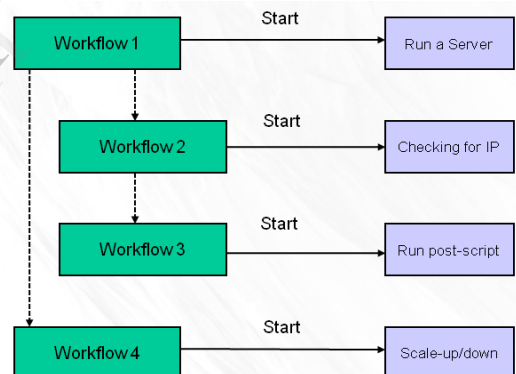 Start
Workflow 1
Run a Server
Start
Workflow 2
Checking for IP
Start
Workflow 3
Run post-script
Start
Workflow 4
Scale-up/down